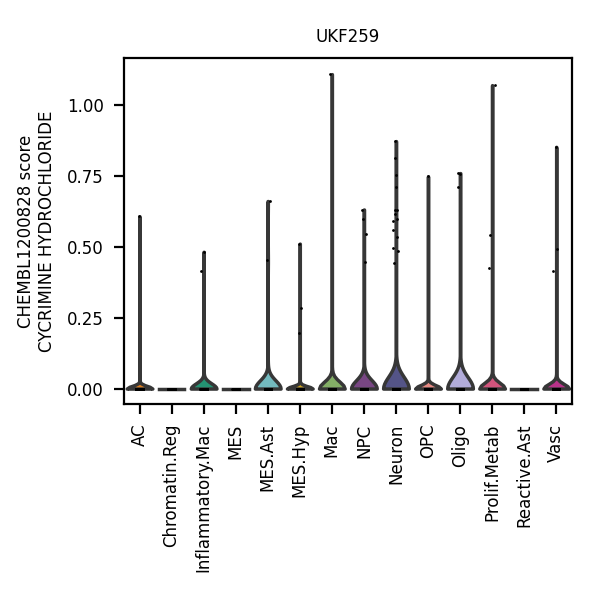 UKF259
CHEMBL1200828 score
CYCRIMINE HYDROCHLORIDE
1.00
0.75
0.50
0.25
0.00
AC
Chromatin.Reg
Inflammatory.Mac
MES
MES.Ast
MES.Hyp
Mac
NPC
Neuron
OPC
Oligo
Prolif.Metab
Reactive.Ast
Vasc